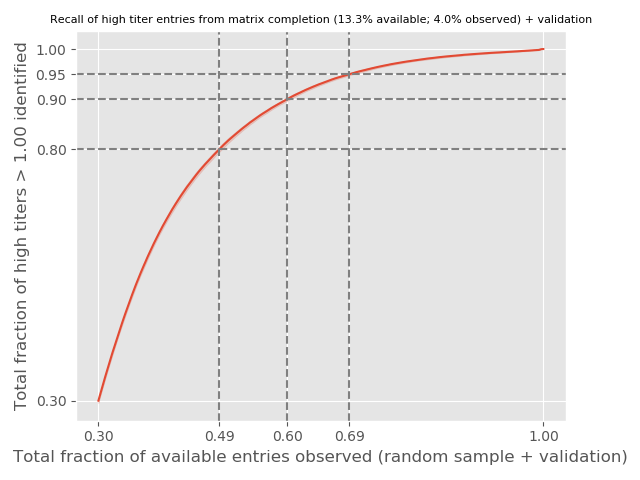 Recall of high titer entries from matrix completion (13.3% available; 4.0% observed) + validation
Total fraction of high titers > 1.00 identified
1.00
0.95
0.90
0.80
0.30
0.30 0.49 0.60 0.69 1.00
Total fraction of available entries observed (random sample + validation)